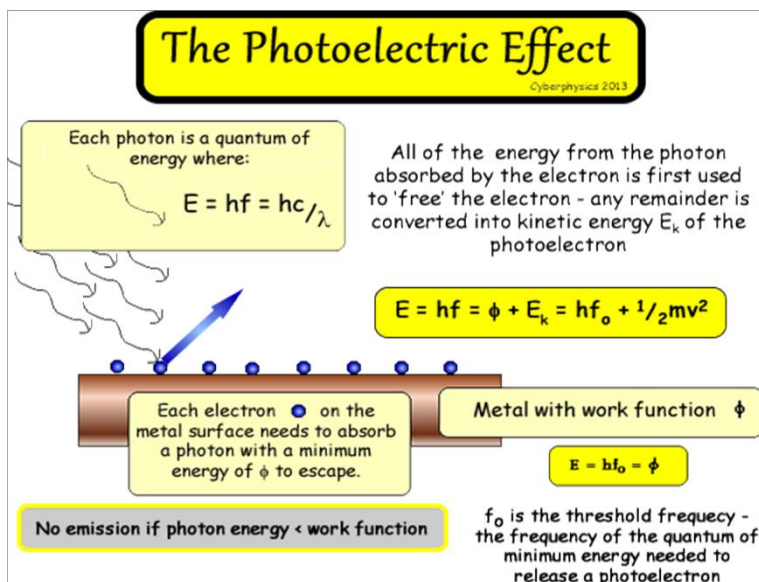 The Photoelectric Effect
Cyberphysics 2013
Each photon is a quantum of
energy where:
E = hf = hc/λ
All of the energy from the photon
absorbed by the electron is first used
to 'free' the electron - any remainder is
converted into kinetic energy Eₖ of the
photoelectron
E = hf = ϕ + Eₖ = hfₒ + ¹/₂mv²
Each electron on the
metal surface needs to absorb
a photon with a minimum
energy of ϕ to escape.
Metal with work function ϕ
E = hfₒ = ϕ
No emission if photon energy < work function
fₒ is the threshold frequecy -
the frequency of the quantum of
minimum energy needed to
release a photoelectron